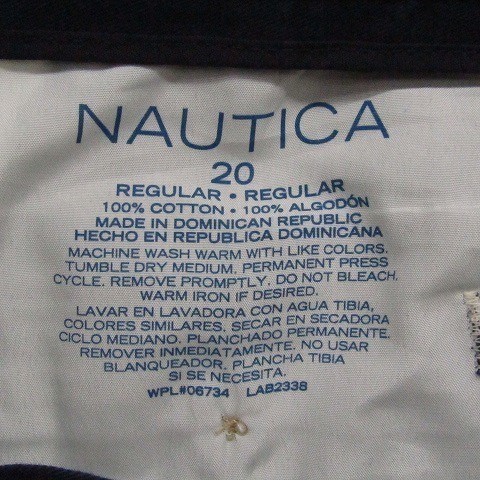 NAUTICA
20
REGULAR • REGULAR
100% COTTON • 100% ALGODÓN
MADE IN DOMINICAN REPUBLIC
HECHO EN REPUBLICA DOMINICANA
MACHINE WASH WARM WITH LIKE COLORS.
TUMBLE DRY MEDIUM. PERMANENT PRESS
CYCLE. REMOVE PROMPTLY. DO NOT BLEACH.
WARM IRON IF DESIRED.
LAVAR EN LAVADORA CON AGUA TIBIA,
COLORES SIMILARES. SECAR EN SECADORA
CICLO MEDIANO. PLANCHADO PERMANENTE.
REMOVER INMEDIATAMENTE. NO USAR
BLANQUEADOR. PLANCHA TIBIA
SI SE NECESITA.
WPL#06734 LAB2338